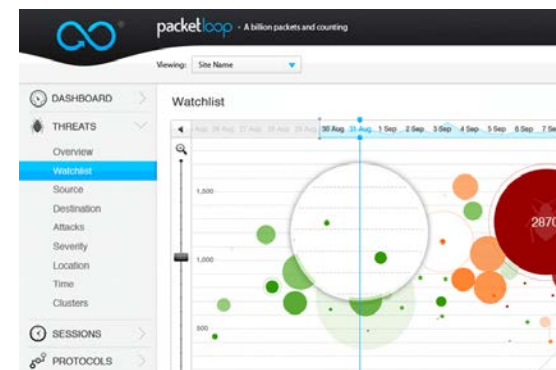 packetloop - A billion packets and counting
Viewing: Site Name
DASHBOARD
Watchlist
THREATS
30 Aug 31 Aug 1 Sep 2 Sep 3 Sep 4 Sep 5 Sep 6 Sep 7 Se
Overview
Watchlist
Source
1,500
Destination
2870
Attacks
Severity
1,000
Location
Time
Clusters
500
SESSIONS
PROTOCOLS